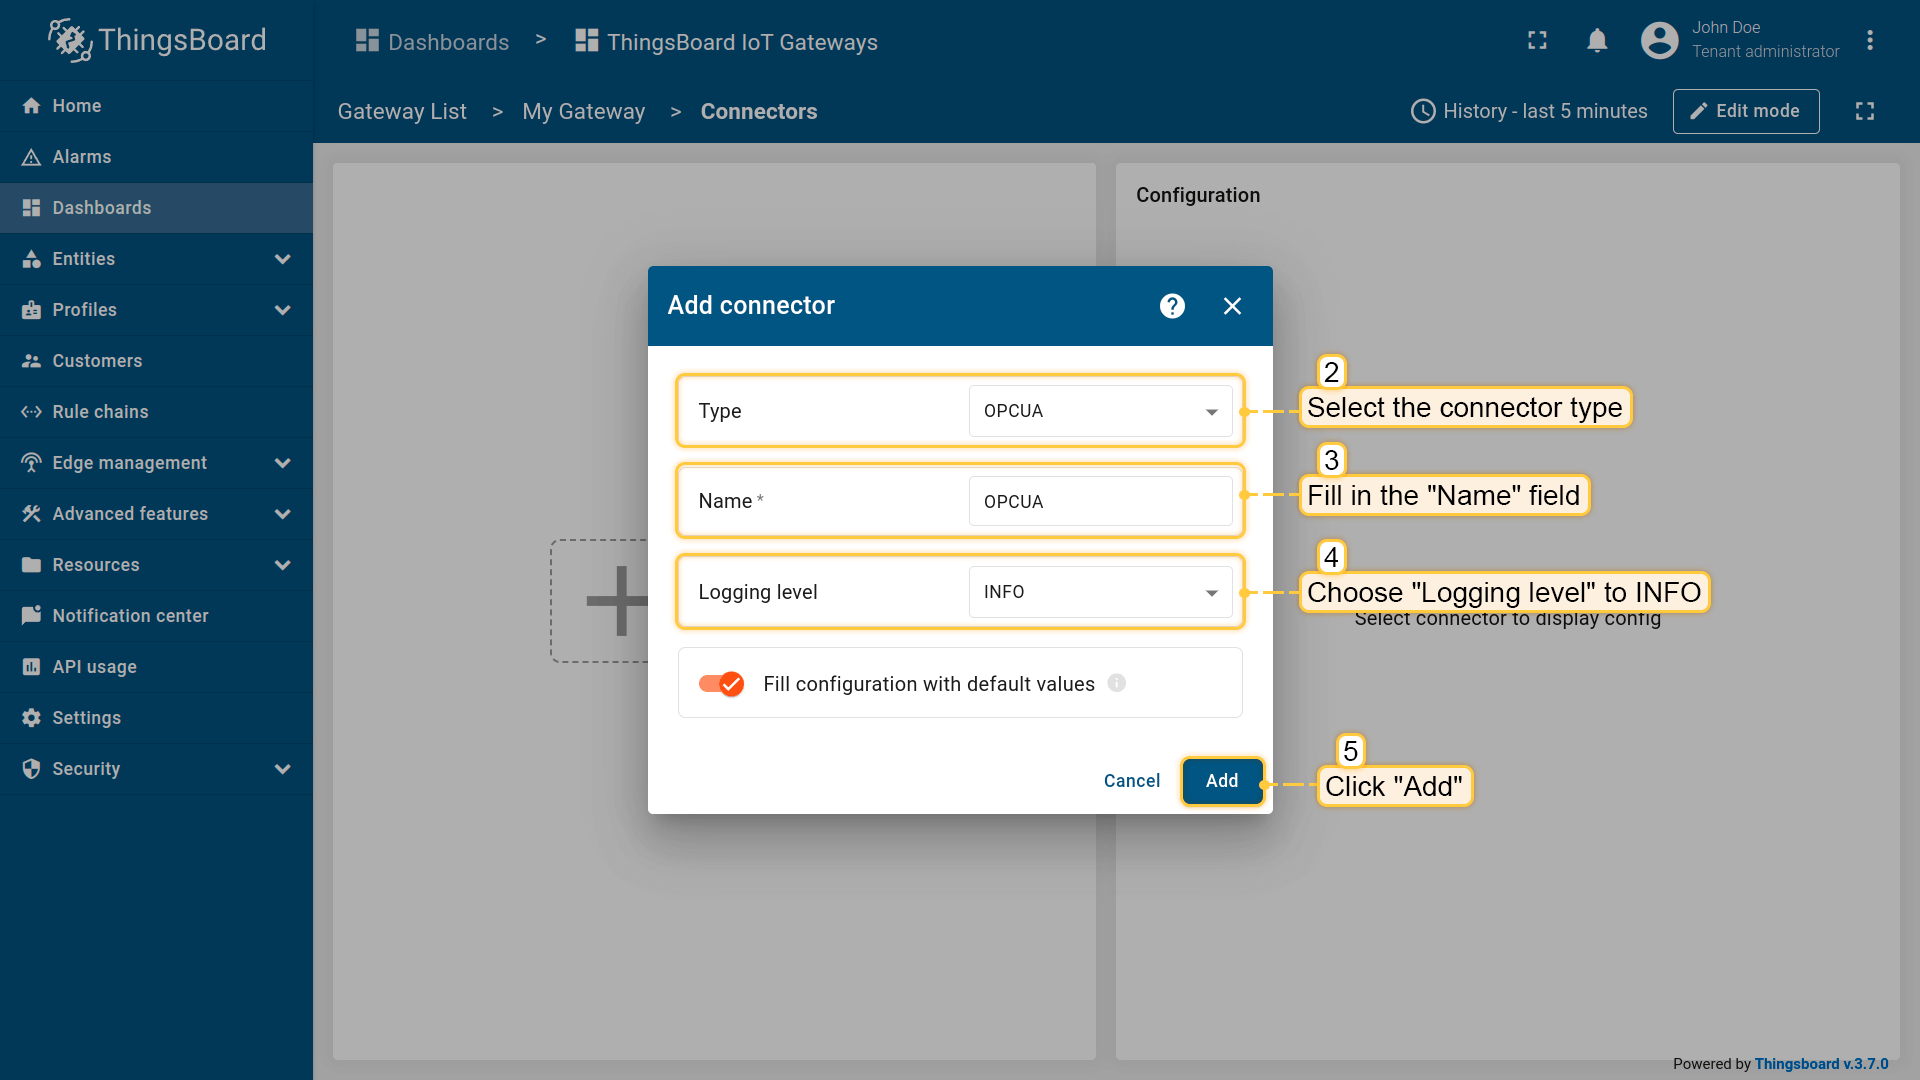 ThingsBoard
Dashboards > ThingsBoard IoT Gateways
John Doe
Tenant administrator
Gateway List > My Gateway > Connectors
History - last 5 minutes
Edit mode
Home
Alarms
Dashboards
Entities
Profiles
Customers
Rule chains
Edge management
Advanced features
Resources
Notification center
API usage
Settings
Security
Configuration
Add connector
Type
OPCUA
2
Select the connector type
Name *
OPCUA
3
Fill in the "Name" field
Logging level
INFO
4
Choose "Logging level" to INFO
Select connector to display config
Fill configuration with default values
Cancel
Add
5
Click "Add"
Powered by Thingsboard v.3.7.0